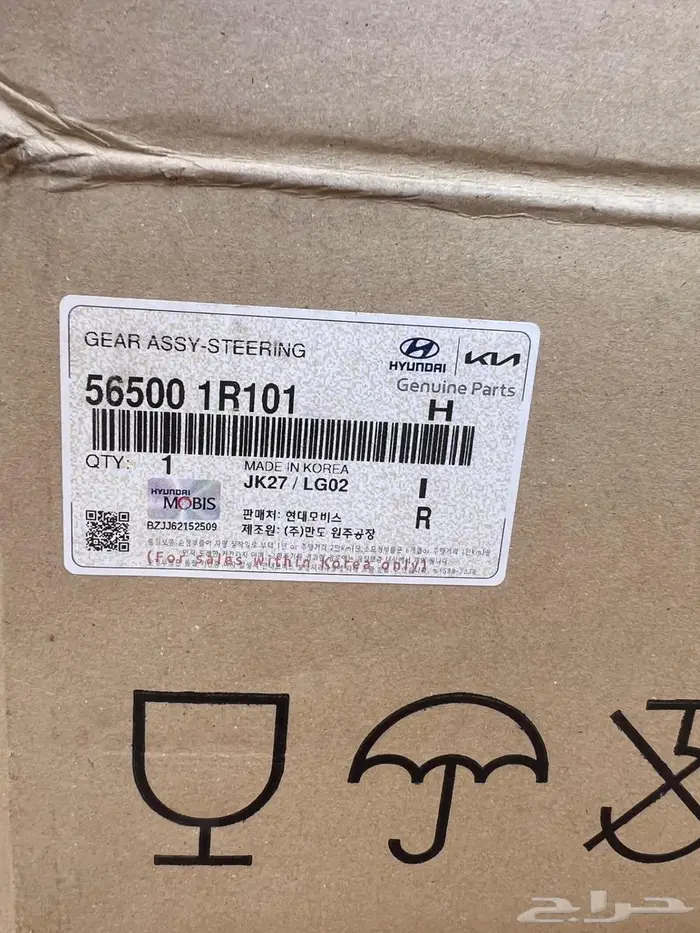 GEAR ASSY-STEERING
HYUNDAI KIA
Genuine Parts
56500 1R101
H
QTY: 1
MADE IN KOREA
JK27 / LG02
I
HYUNDAI
MOBIS
판매처: 현대모비스
R
BZJJ62152509
제조원: (주)만도 원주공장
(For sales within Korea only)
حراج